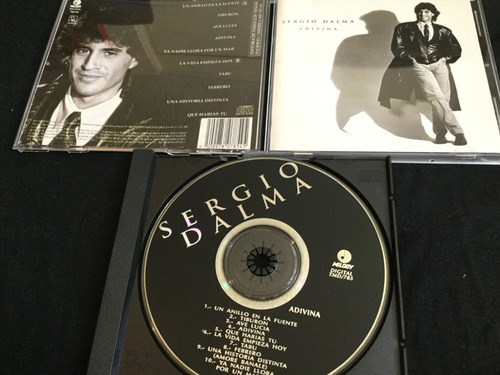 UN ANILLO EN LA FUENTE
TIBURON
AVE LUCIA
ADIVINA
YA NADIE LLORA POR UN MAR
LA VIDA EMPIEZA HOY
TABU
FEBRERO
UNA HISTORIA DISTINTA
QUE HARIAS TU
SERGIO DALMA
ADIVINA
SERGIO
DALMA
MELODY
DIGITAL
TMD/783
ADIVINA
1.- UN ANILLO EN LA FUENTE
2.- TIBURON
3.- AVE LUCIA
4.- ADIVINA
5.- QUE HARIAS TU
6.- LA VIDA EMPIEZA HOY
7.- TABU
8.- FEBRERO
9.- UNA HISTORIA DISTINTA
(AMORE BANALE)
10.- YA NADIE LLORA
POR UN